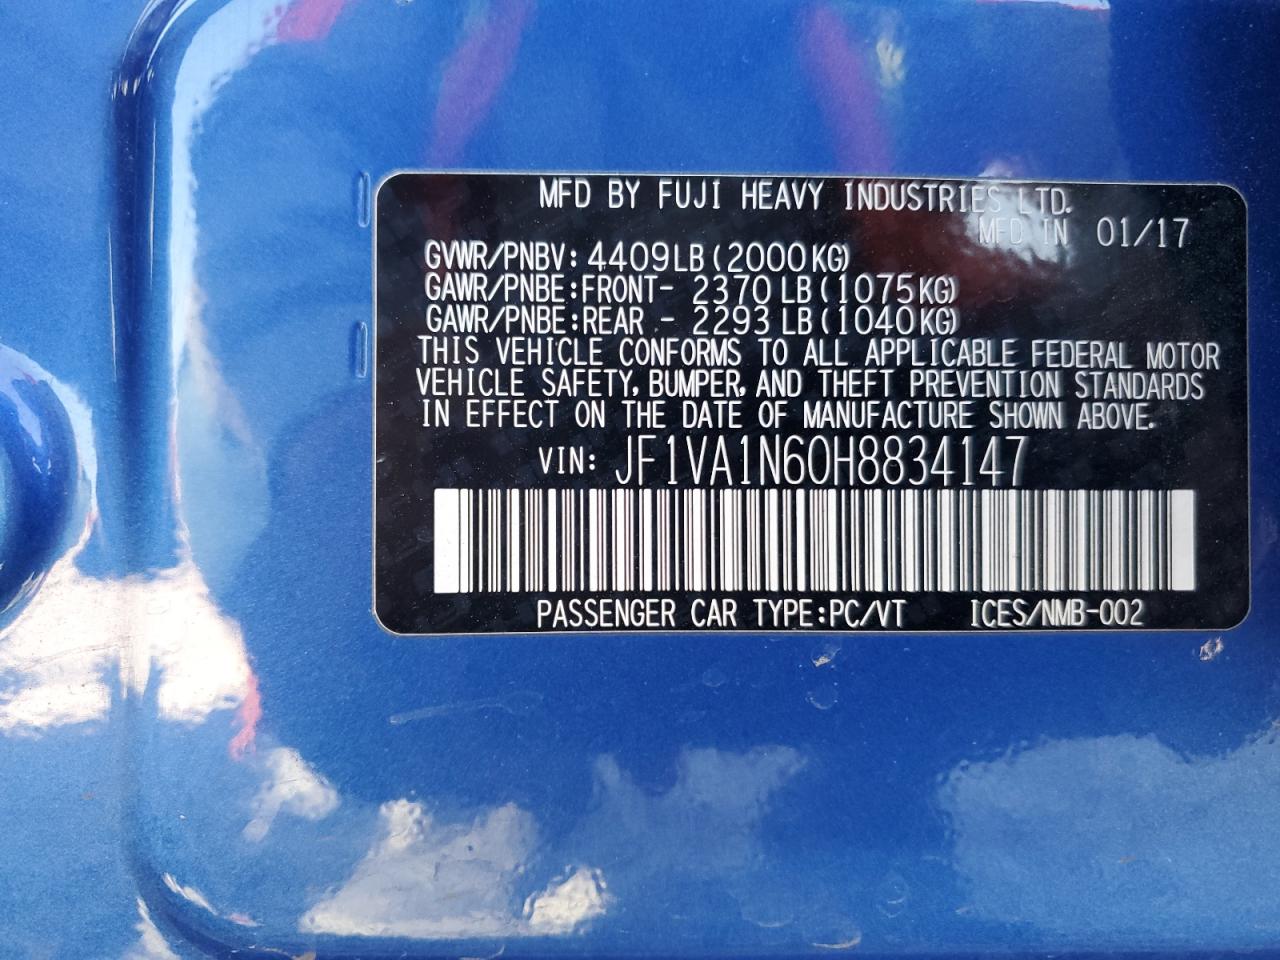 MFD BY FUJI HEAVY INDUSTRIES LTD.
MFD IN 01/17
GVWR/PNBV: 4409LB (2000KG)
GAWR/PNBE:FRONT- 2370 LB (1075KG)
GAWR/PNBE:REAR - 2293 LB (1040KG)
THIS VEHICLE CONFORMS TO ALL APPLICABLE FEDERAL MOTOR
VEHICLE SAFETY, BUMPER, AND THEFT PREVENTION STANDARDS
IN EFFECT ON THE DATE OF MANUFACTURE SHOWN ABOVE.
VIN: JF1VA1N60H8834147
PASSENGER CAR TYPE:PC/VT ICES/NMB-002